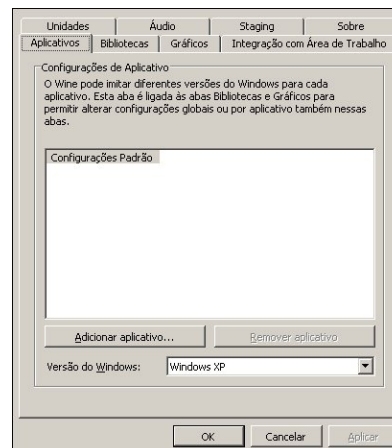 Unidades Áudio Staging Sobre
Aplicativos Bibliotecas Gráficos Integração com Área de Trabalho
Configurações de Aplicativo
O Wine pode imitar diferentes versões do Windows para cada
aplicativo. Esta aba é ligada às abas Bibliotecas e Gráficos para
permitir alterar configurações globais ou por aplicativo também nessas
abas.
Configurações Padrão
Adicionar aplicativo... Remover aplicativo
Versão do Windows: Windows XP
OK Cancelar Aplicar